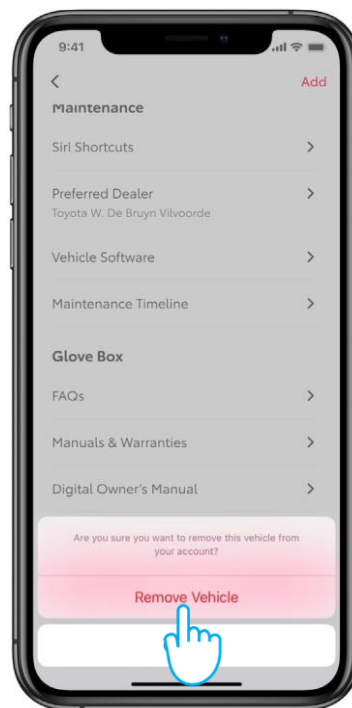 9:41
Add
Maintenance
Siri Shortcuts
Preferred Dealer
Toyota W. De Bruyn Vilvoorde
Vehicle Software
Maintenance Timeline
Glove Box
FAQs
Manuals & Warranties
Digital Owner's Manual
Are you sure you want to remove this vehicle from
your account?
Remove Vehicle